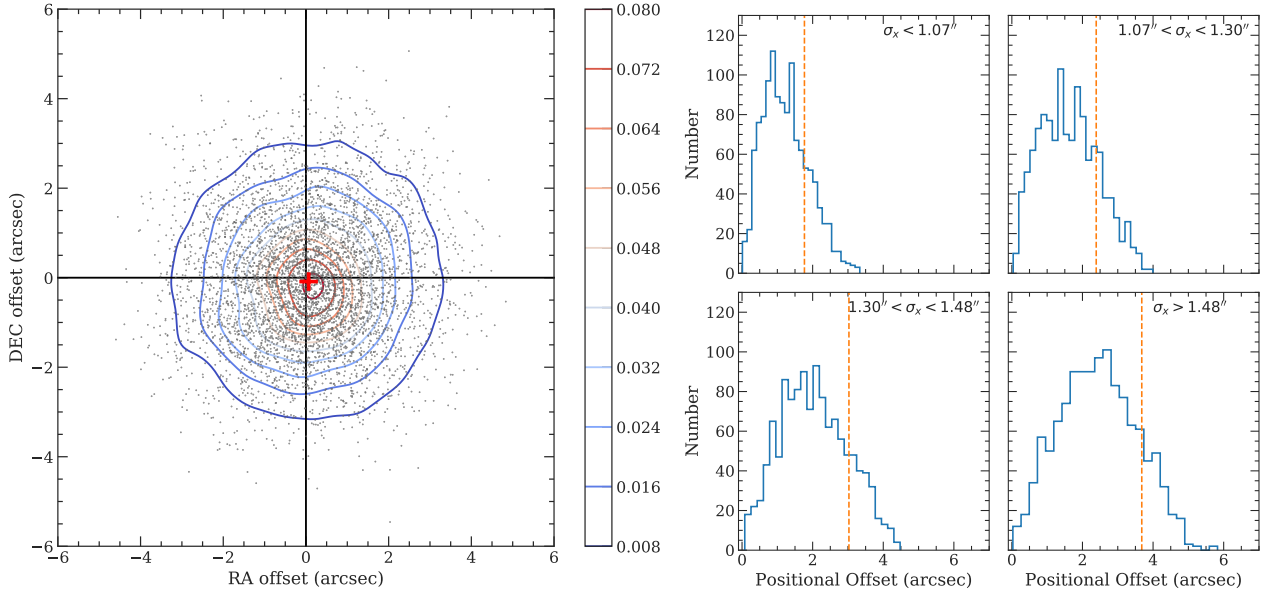 6
4
2
0
−2
−4
−6
DEC offset (arcsec)
−6 −4 −2 0 2 4 6
RA offset (arcsec)
0.080
0.072
0.064
0.056
0.048
0.040
0.032
0.024
0.016
0.008
σx < 1.07″
120
100
80
60
40
20
0
Number
1.07″ < σx < 1.30″
1.30″ < σx < 1.48″
120
100
80
60
40
20
0
Number
0 2 4 6
Positional Offset (arcsec)
σx > 1.48″
0 2 4 6
Positional Offset (arcsec)